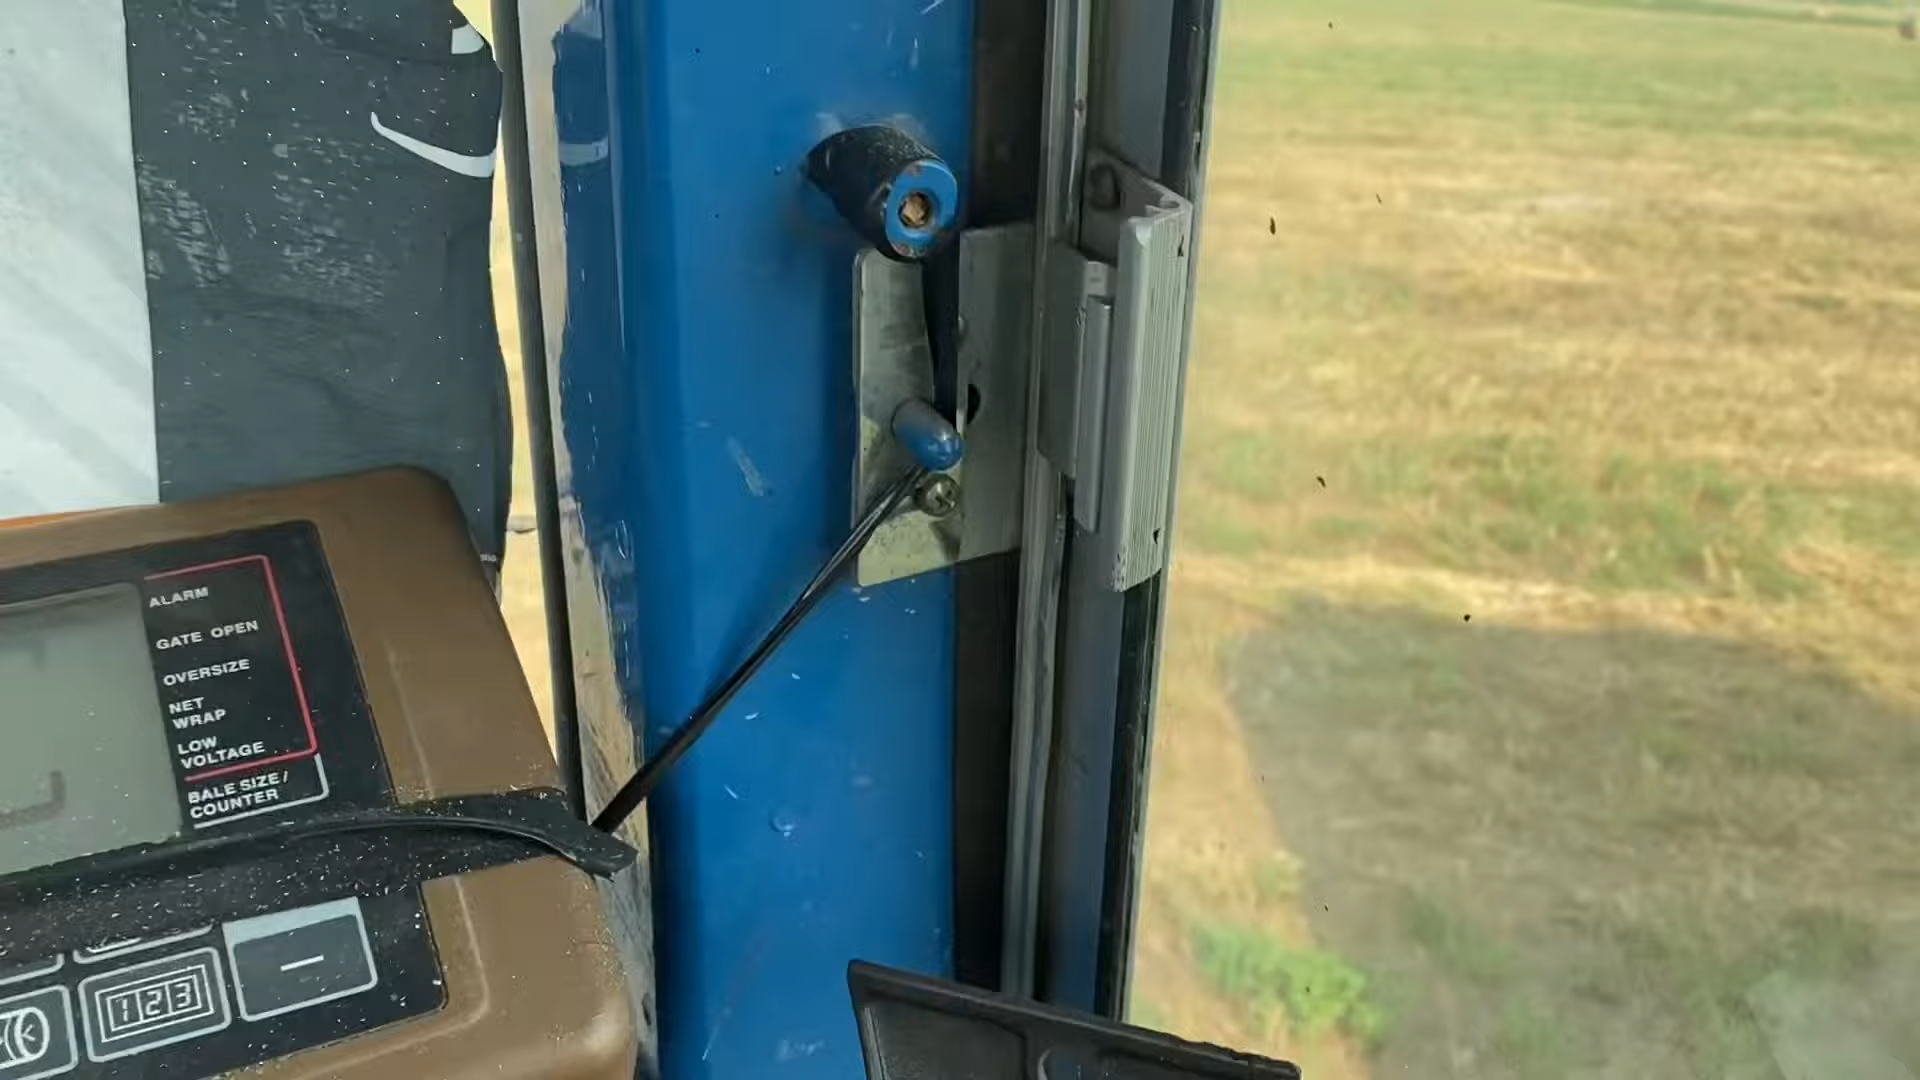 ALARM
GATE OPEN
OVERSIZE
NET
WRAP
LOW
VOLTAGE
BALE SIZE /
COUNTER
123
–